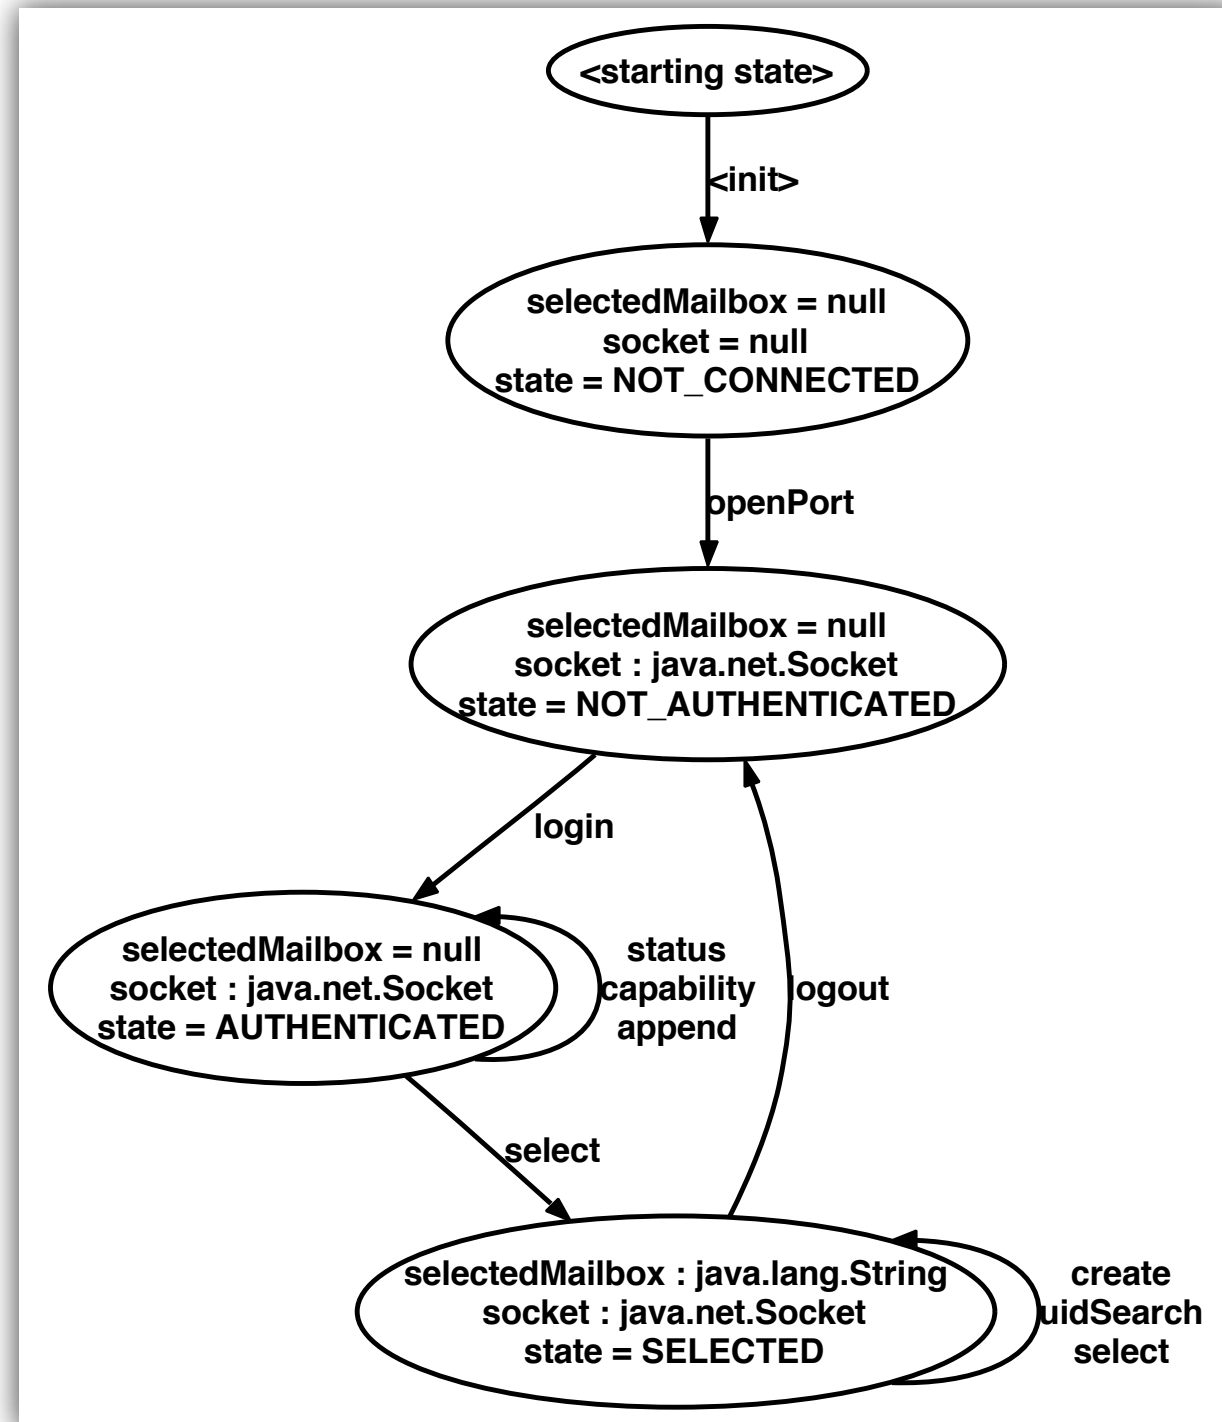 <starting state>
<init>
selectedMailbox = null
socket = null
state = NOT_CONNECTED
openPort
selectedMailbox = null
socket : java.net.Socket
state = NOT_AUTHENTICATED
login
selectedMailbox = null
socket : java.net.Socket
state = AUTHENTICATED
status
capability
append
logout
select
selectedMailbox : java.lang.String
socket : java.net.Socket
state = SELECTED
create
uidSearch
select